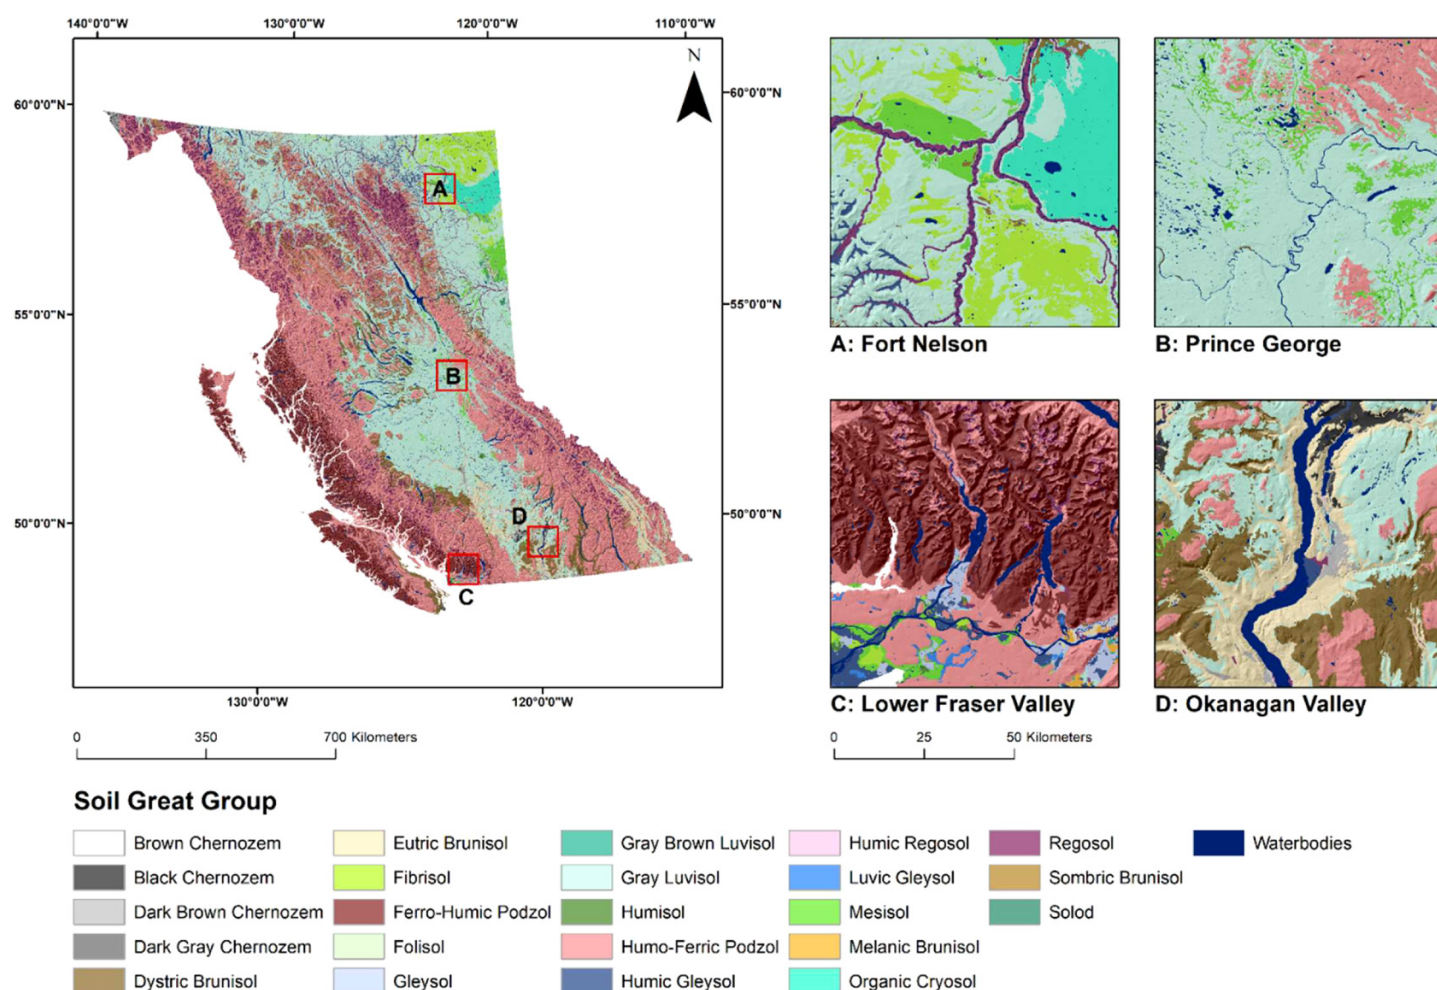 140°0'0"W 130°0'0"W 120°0'0"W 110°0'0"W
N
60°0'0"N 60°0'0"N
A
55°0'0"N 55°0'0"N
A: Fort Nelson B: Prince George
B
50°0'0"N D 50°0'0"N
C
130°0'0"W 120°0'0"W
C: Lower Fraser Valley D: Okanagan Valley
0 350 700 Kilometers 0 25 50 Kilometers
Soil Great Group
Brown Chernozem Eutric Brunisol Gray Brown Luvisol Humic Regosol Regosol Waterbodies
Black Chernozem Fibrisol Gray Luvisol Luvic Gleysol Sombric Brunisol
Dark Brown Chernozem Ferro-Humic Podzol Humisol Mesisol Solod
Dark Gray Chernozem Folisol Humo-Ferric Podzol Melanic Brunisol
Dystric Brunisol Gleysol Humic Gleysol Organic Cryosol